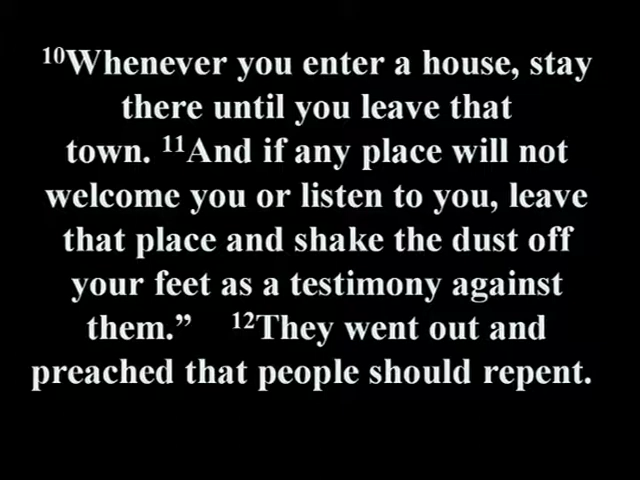 ¹⁰Whenever you enter a house, stay
there until you leave that
town. ¹¹And if any place will not
welcome you or listen to you, leave
that place and shake the dust off
your feet as a testimony against
them.” ¹²They went out and
preached that people should repent.